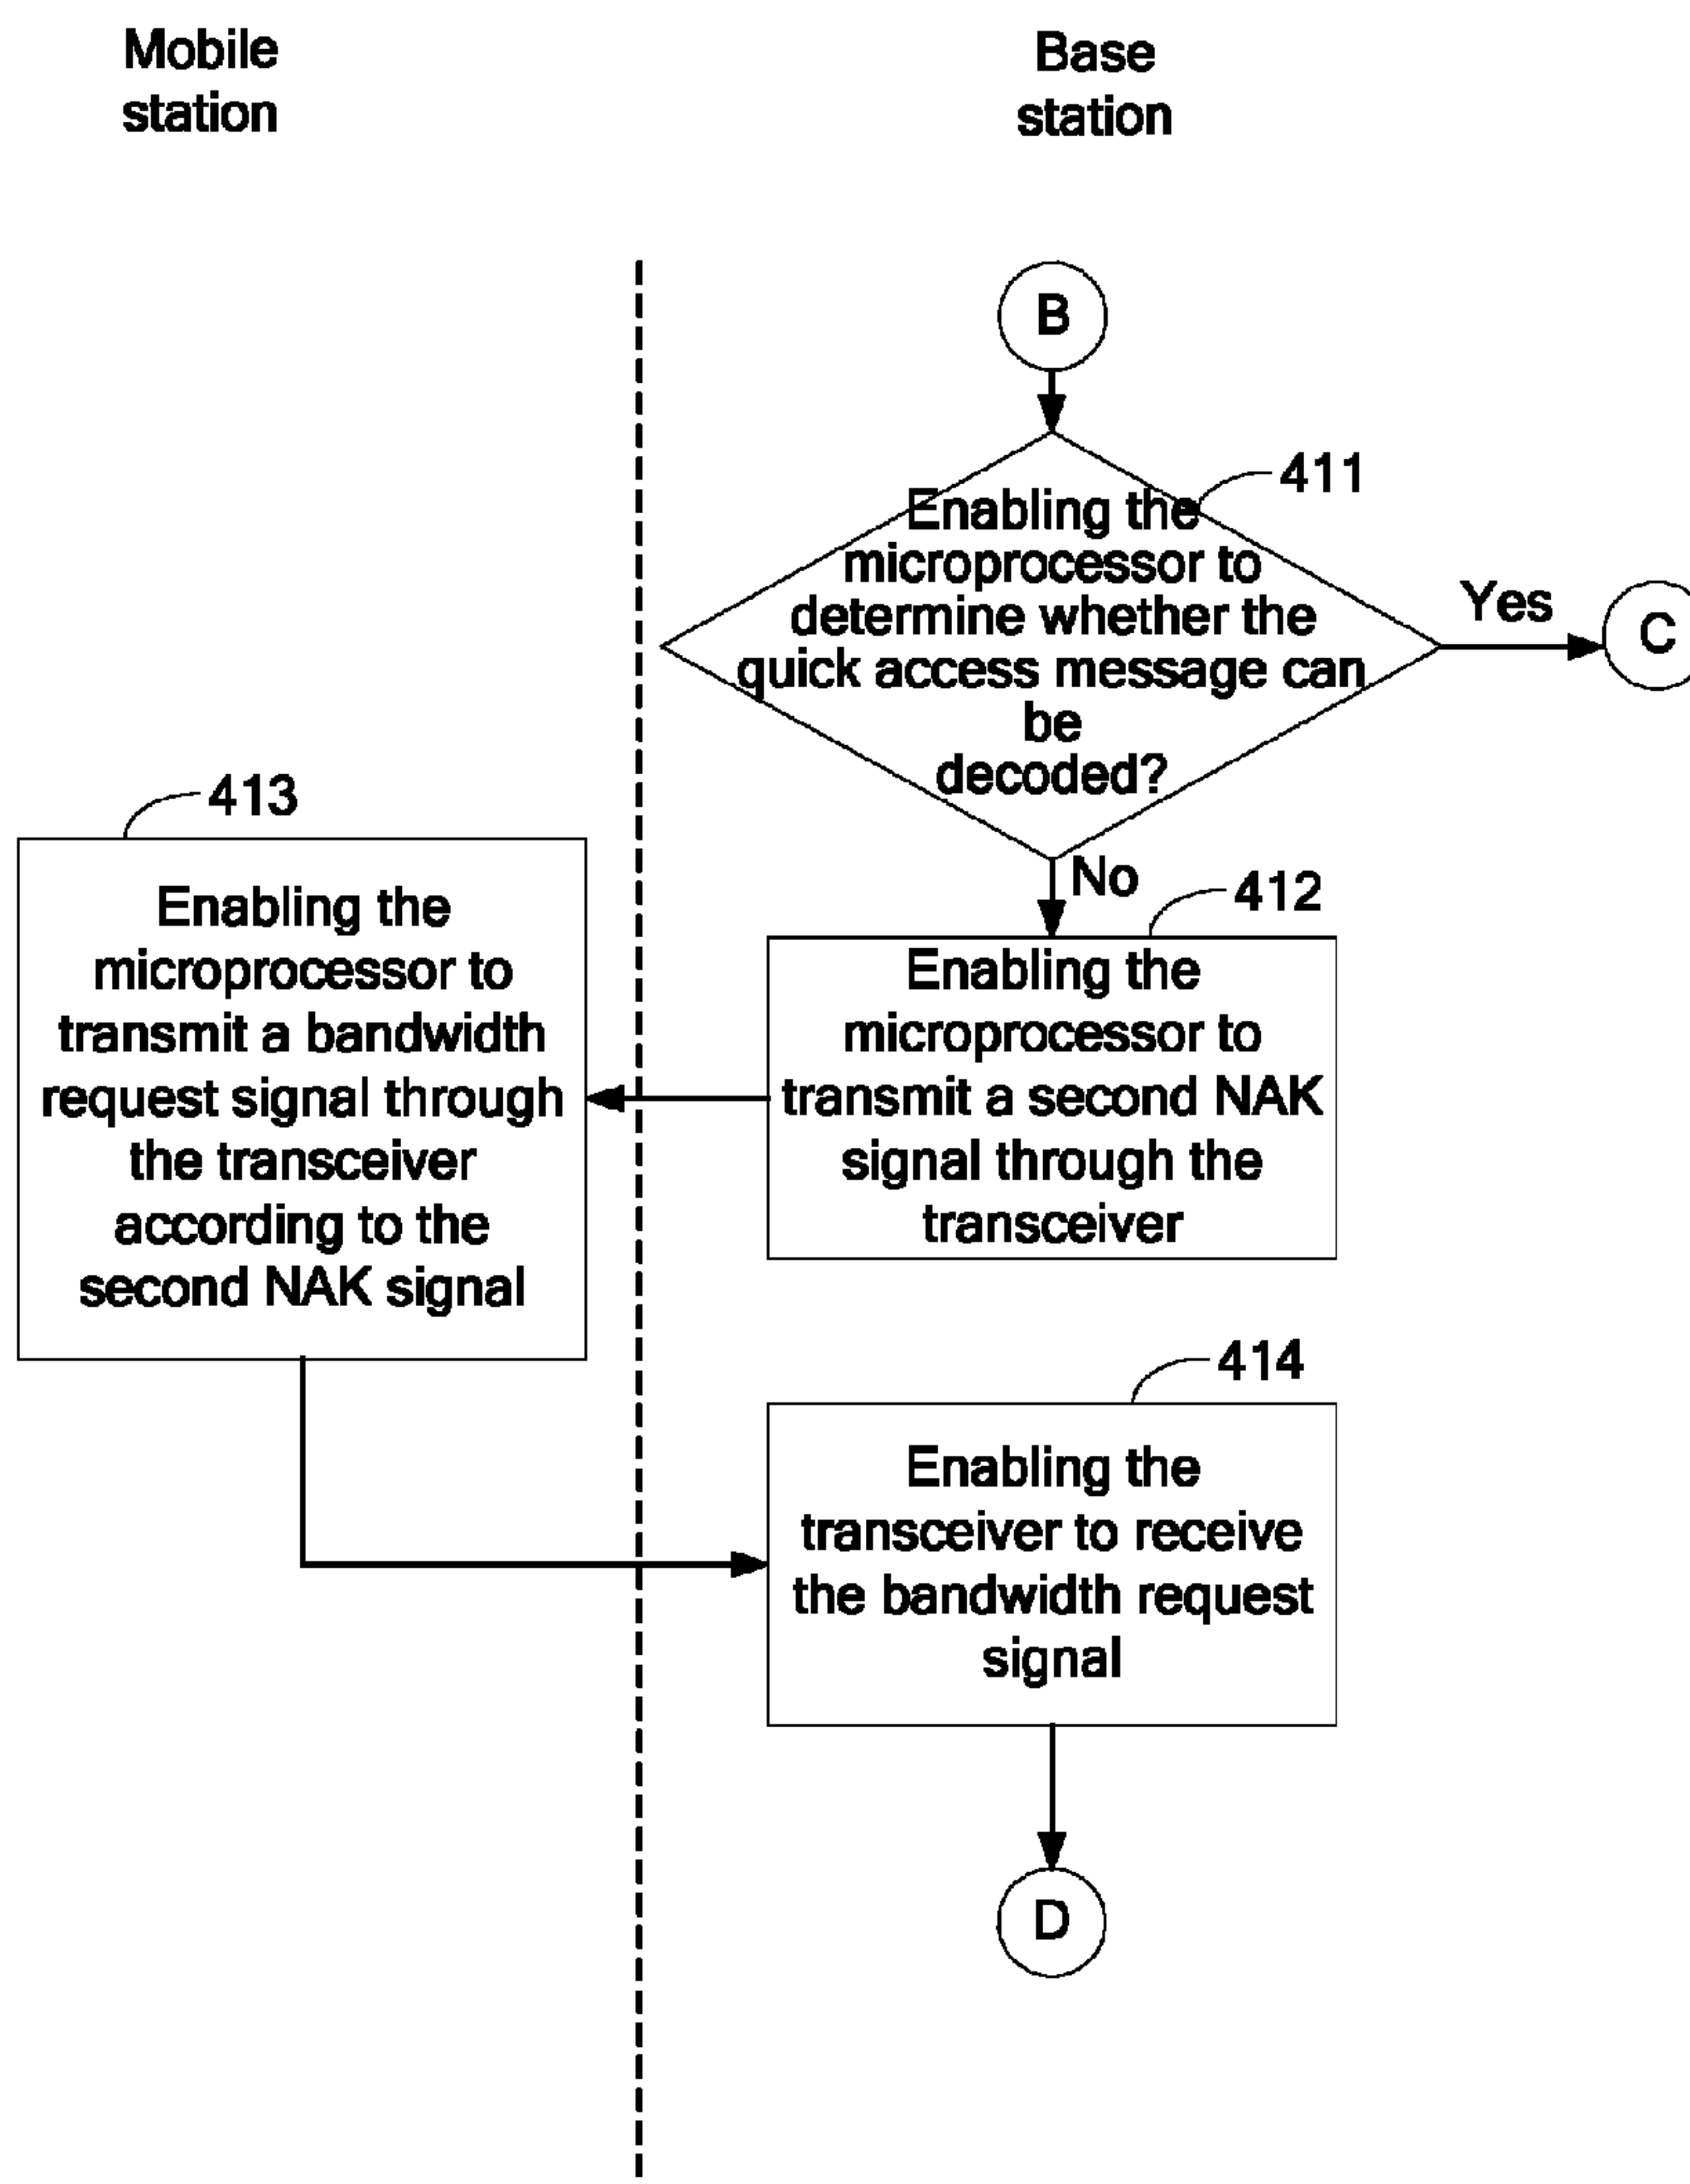 Mobile
station
Base
station
B
411
Enabling the
microprocessor to
determine whether the
quick access message can
be
decoded?
Yes
C
No
413
Enabling the
microprocessor to
transmit a bandwidth
request signal through
the transceiver
according to the
second NAK signal
412
Enabling the
microprocessor to
transmit a second NAK
signal through the
transceiver
414
Enabling the
transceiver to receive
the bandwidth request
signal
D